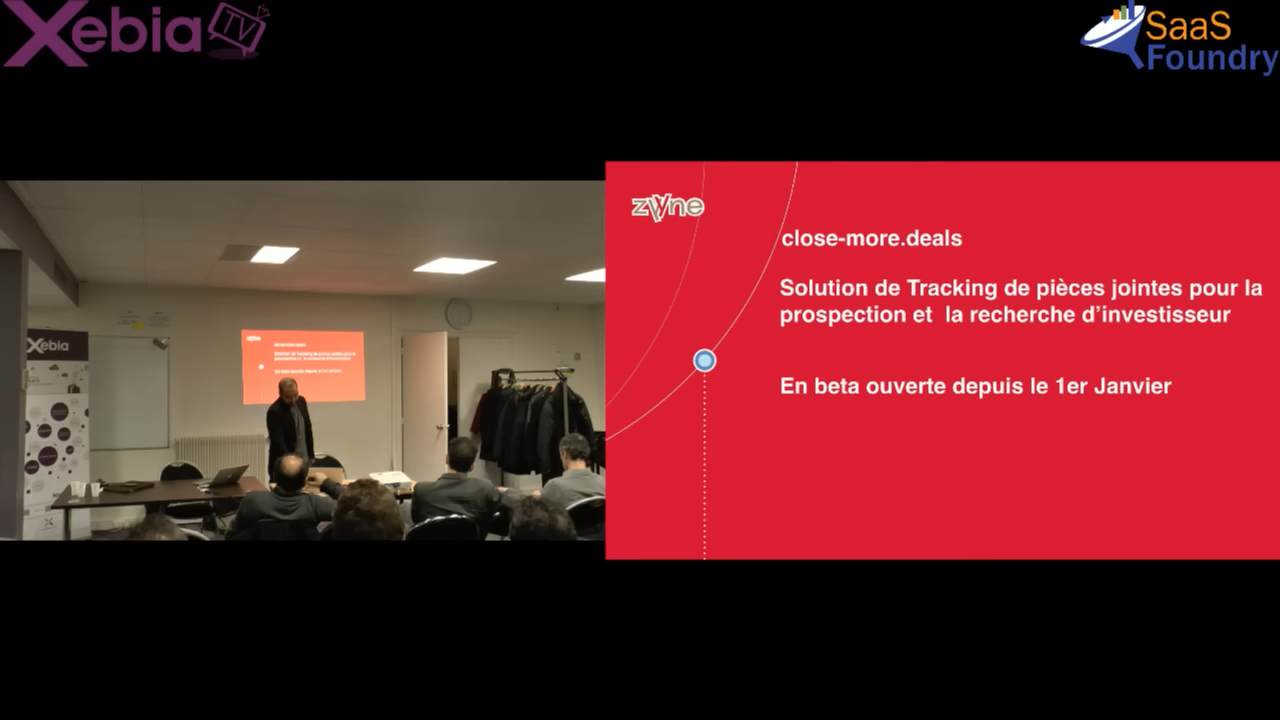 Xebia TV
SaaS
Foundry
zyne
close-more.deals
Solution de Tracking de pièces jointes pour la
prospection et la recherche d'investisseur
En beta ouverte depuis le 1er Janvier
Xebia